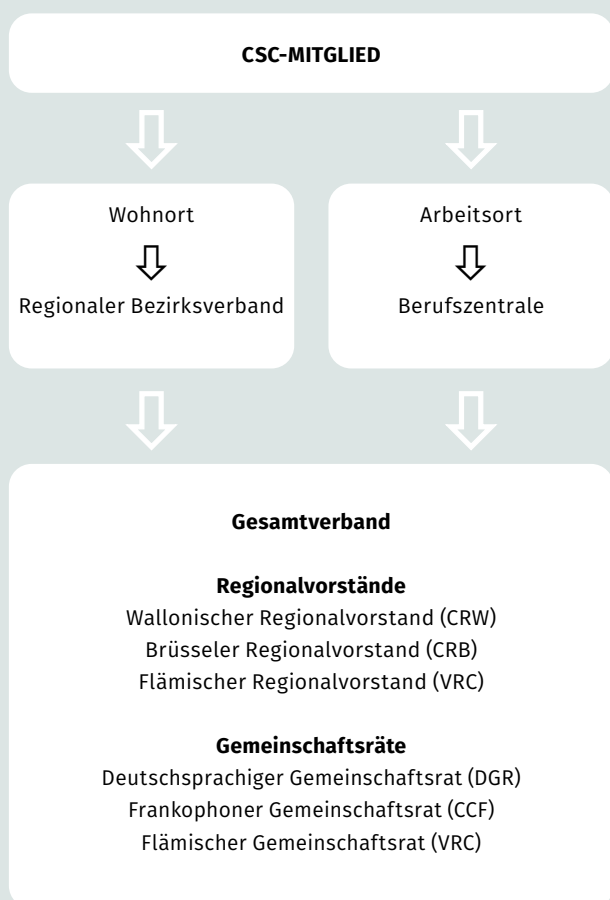 CSC-MITGLIED
Wohnort
Regionaler Bezirksverband
Arbeitsort
Berufszentrale
Gesamtverband
Regionalvorstände
Wallonischer Regionalvorstand (CRW)
Brüsseler Regionalvorstand (CRB)
Flämischer Regionalvorstand (VRC)
Gemeinschaftsräte
Deutschsprachiger Gemeinschaftsrat (DGR)
Frankophoner Gemeinschaftsrat (CCF)
Flämischer Gemeinschaftsrat (VRC)